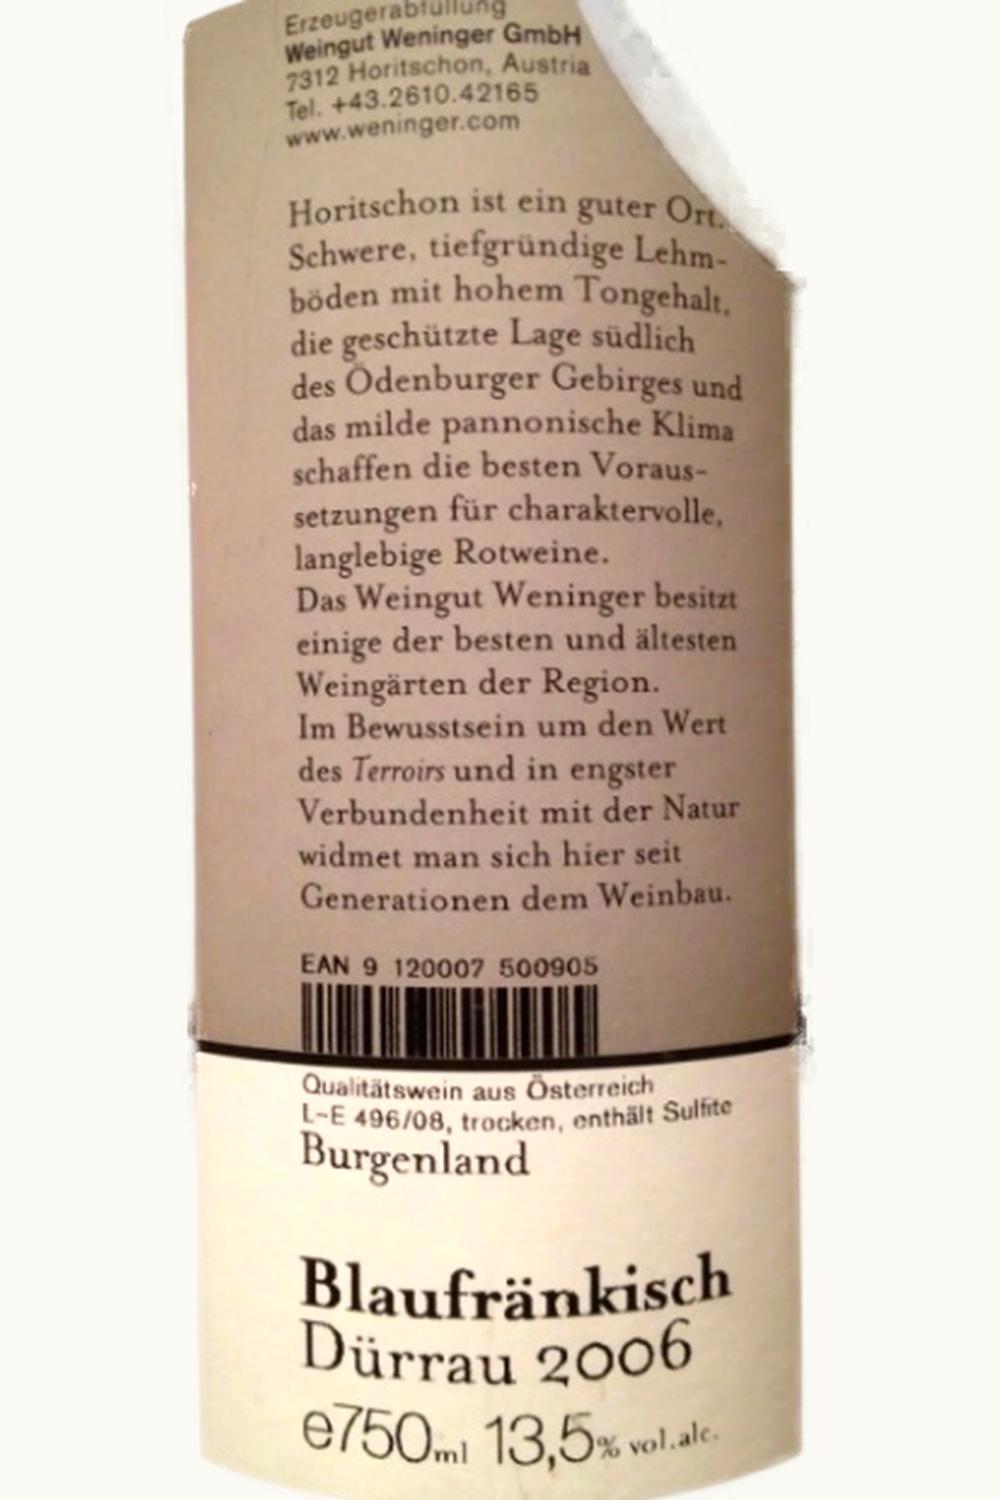 Erzeugerabfüllung
Weingut Weninger GmbH
7312 Horitschon, Austria
Tel. +43.2610.42165
www.weninger.com
Horitschon ist ein guter Ort.
Schwere, tiefgründige Lehm-
böden mit hohem Tongehalt,
die geschützte Lage südlich
des Ödenburger Gebirges und
das milde pannonische Klima
schaffen die besten Voraus-
setzungen für charaktervolle,
langlebige Rotweine.
Das Weingut Weninger besitzt
einige der besten und ältesten
Weingärten der Region.
Im Bewusstsein um den Wert
des Terroirs und in engster
Verbundenheit mit der Natur
widmet man sich hier seit
Generationen dem Weinbau.
EAN 9 120007 500905
Qualitätswein aus Österreich
L-E 496/08, trocken, enthält Sulfite
Burgenland
Blaufränkisch
Dürrau 2006
e750ml 13,5% vol.alc.